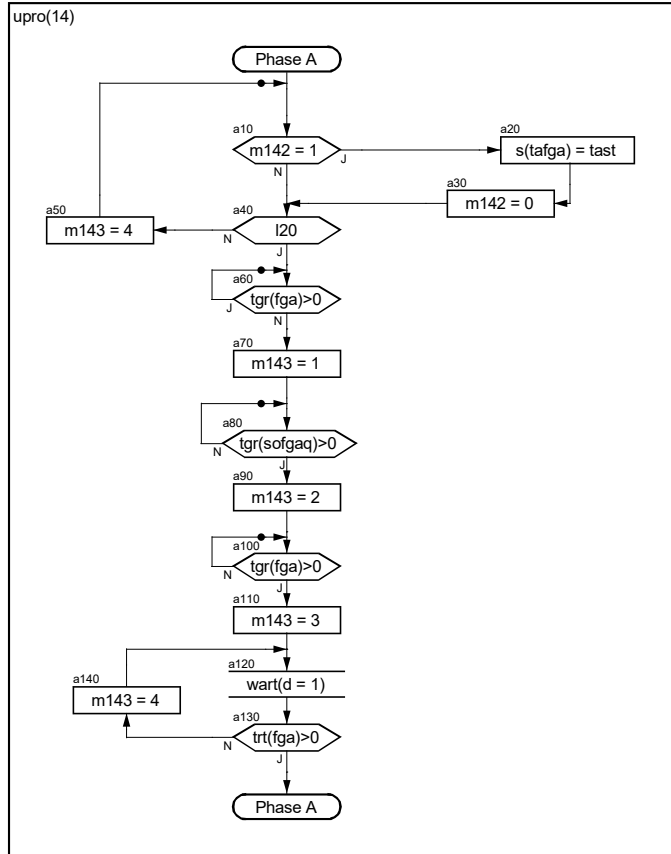 upro(14)
Phase A
a10
m142 = 1
J
N
a20
s(tafga) = tast
a30
m142 = 0
a40
l20
N
J
a50
m143 = 4
a60
tgr(fga)>0
J
N
a70
m143 = 1
a80
tgr(sofgaq)>0
N
J
a90
m143 = 2
a100
tgr(fga)>0
N
J
a110
m143 = 3
a120
wart(d = 1)
a140
m143 = 4
a130
trt(fga)>0
N
J
Phase A